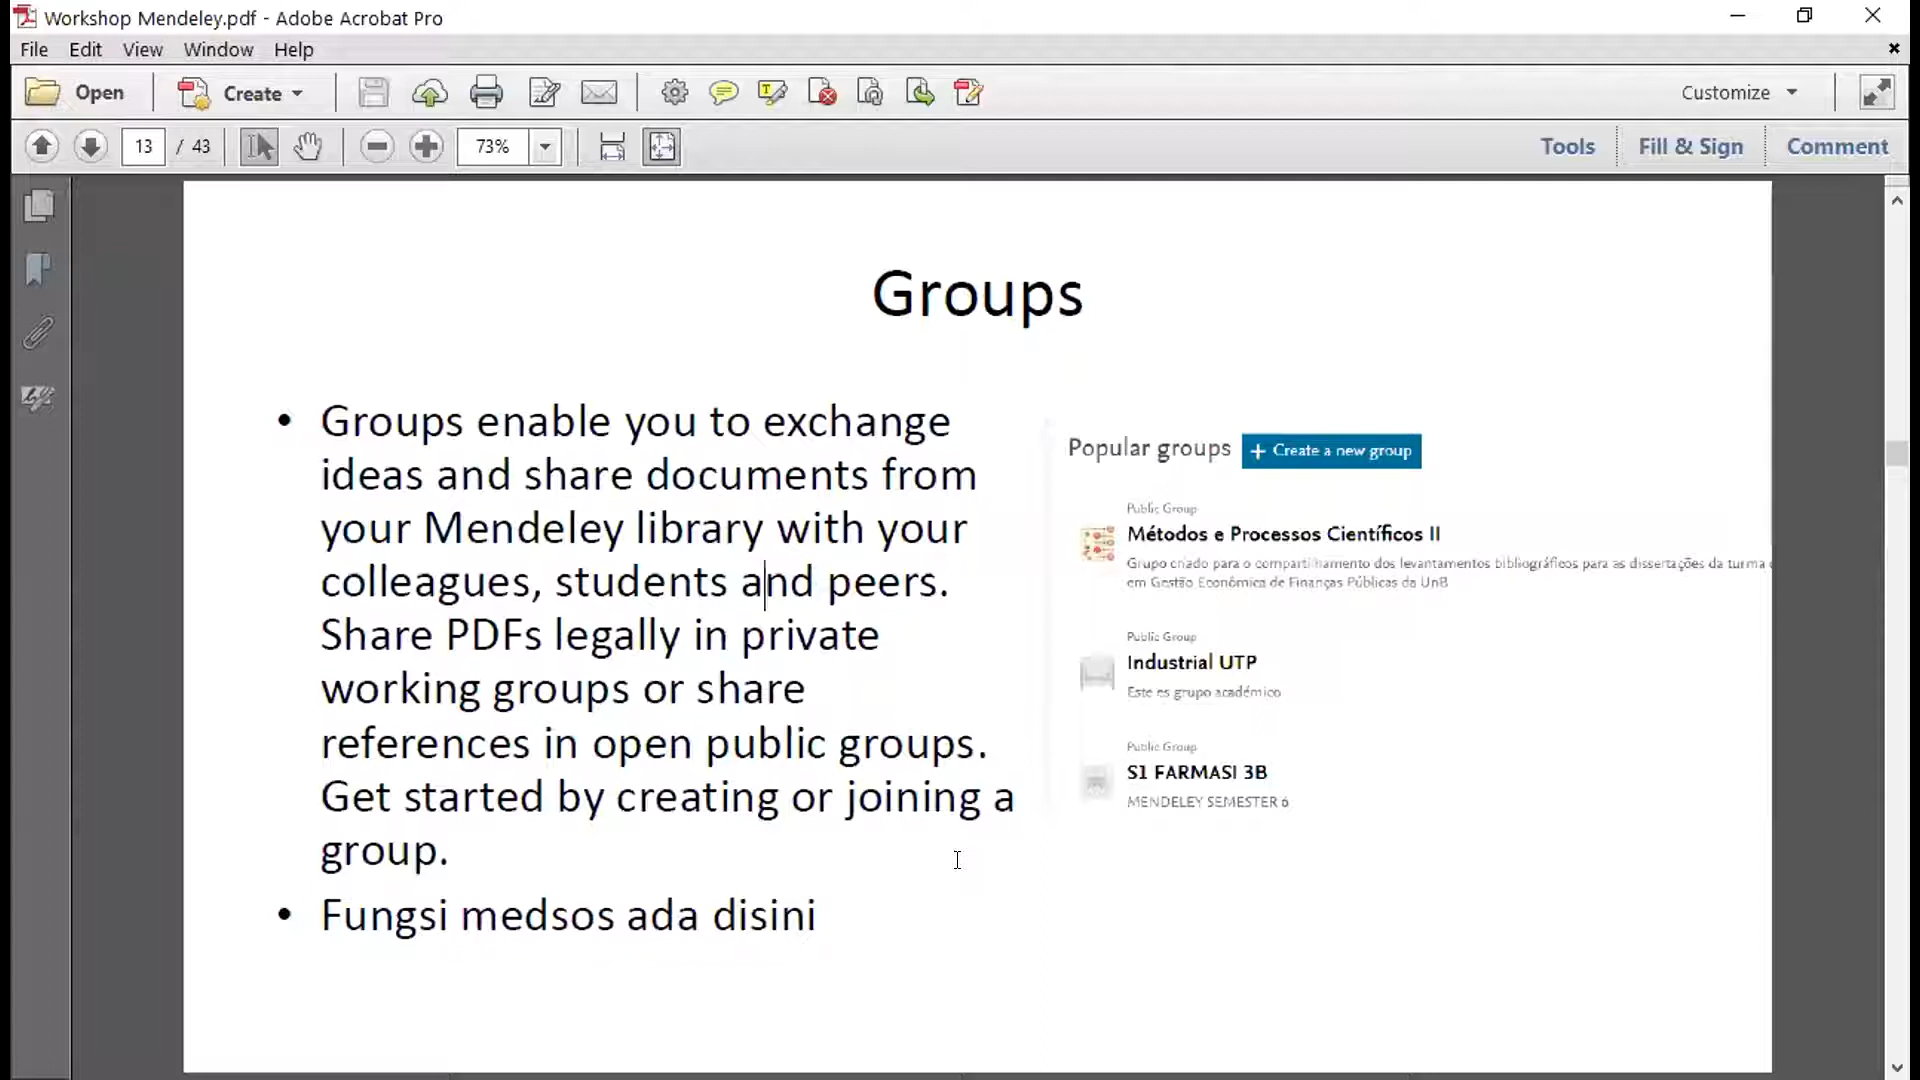 Workshop Mendeley.pdf - Adobe Acrobat Pro
File Edit View Window Help
Open Create Customize
13 / 43 73% Tools Fill & Sign Comment
Groups
• Groups enable you to exchange
ideas and share documents from
your Mendeley library with your
colleagues, students and peers.
Share PDFs legally in private
working groups or share
references in open public groups.
Get started by creating or joining a
group.
• Fungsi medsos ada disini
Popular groups + Create a new group
Public Group
Métodos e Processos Científicos II
Grupo criado para o compartilhamento dos levantamentos bibliográficos para as dissertações da turma
em Gestão Econômica de Finanças Públicas da UnB
Public Group
Industrial UTP
Este es grupo académico
Public Group
S1 FARMASI 3B
MENDELEY SEMESTER 6